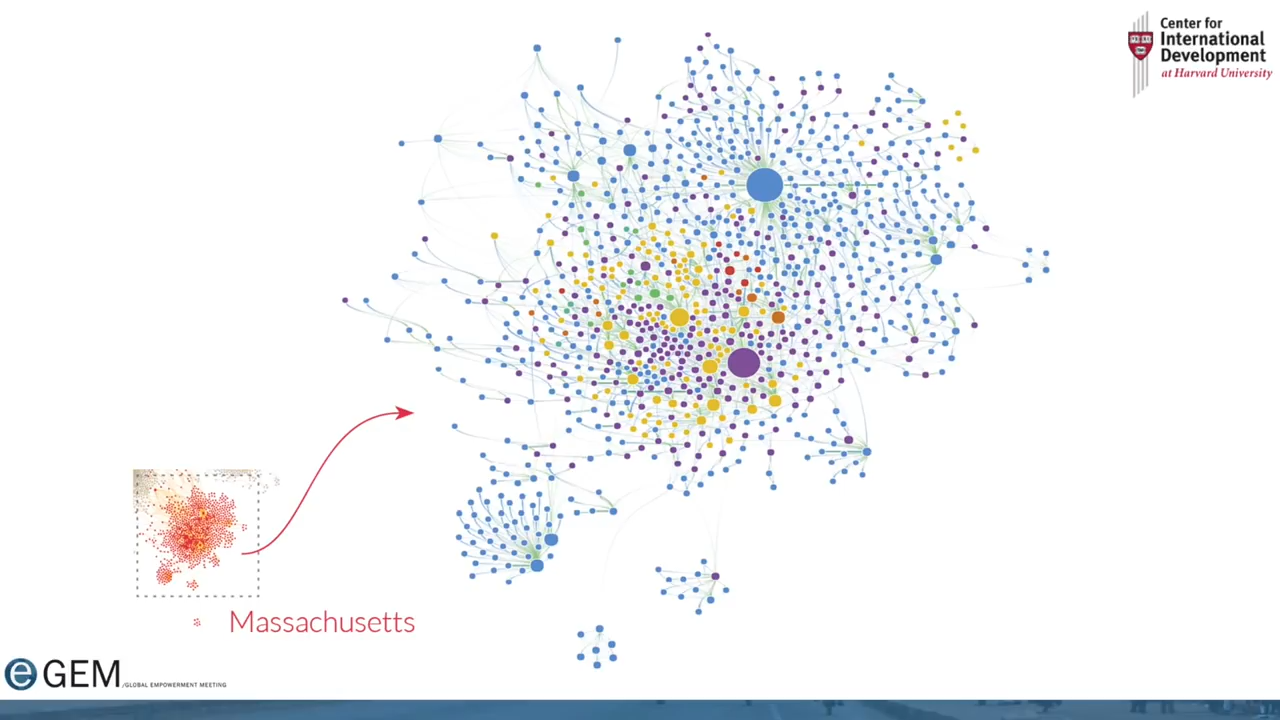 Center for
International
Development
at Harvard University
Massachusetts
e GEM /GLOBAL EMPOWERMENT MEETING